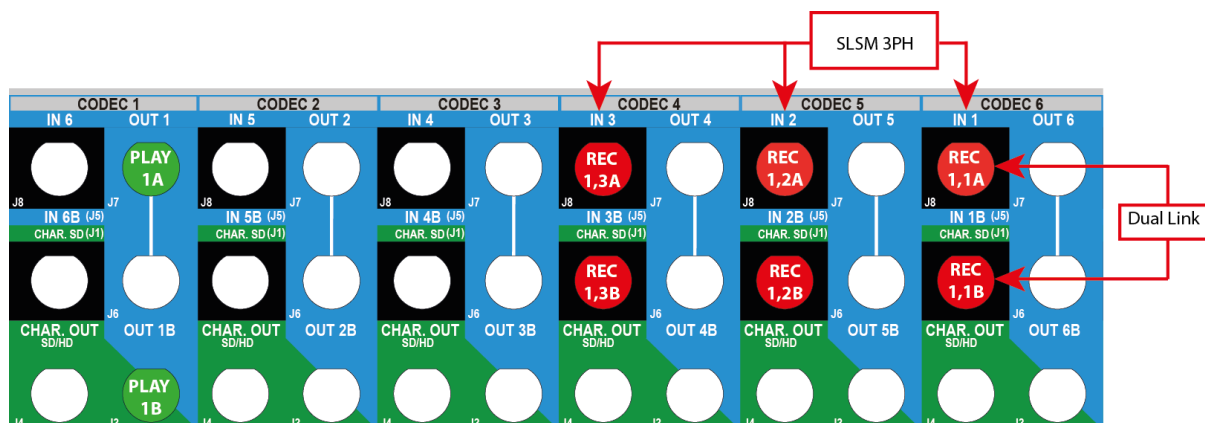 SLSM 3PH
CODEC 1 CODEC 2 CODEC 3 CODEC 4 CODEC 5 CODEC 6
IN 6 OUT 1 IN 5 OUT 2 IN 4 OUT 3 IN 3 OUT 4 IN 2 OUT 5 IN 1 OUT 6
PLAY 1A
REC 1,3A
REC 1,2A
REC 1,1A
J8 J7 J8 J7 J8 J7 J8 J7 J8 J7 J8 J7
IN 6B (J5) IN 5B (J5) IN 4B (J5) IN 3B (J5) IN 2B (J5) IN 1B (J5)
Dual Link
CHAR. SD (J1) CHAR. SD (J1) CHAR. SD (J1) CHAR. SD (J1) CHAR. SD (J1) CHAR. SD (J1)
REC 1,3B
REC 1,2B
REC 1,1B
J6 J6 J6 J6 J6 J6
CHAR. OUT OUT 1B CHAR. OUT OUT 2B CHAR. OUT OUT 3B CHAR. OUT OUT 4B CHAR. OUT OUT 5B CHAR. OUT OUT 6B
SD/HD SD/HD SD/HD SD/HD SD/HD SD/HD
PLAY 1B